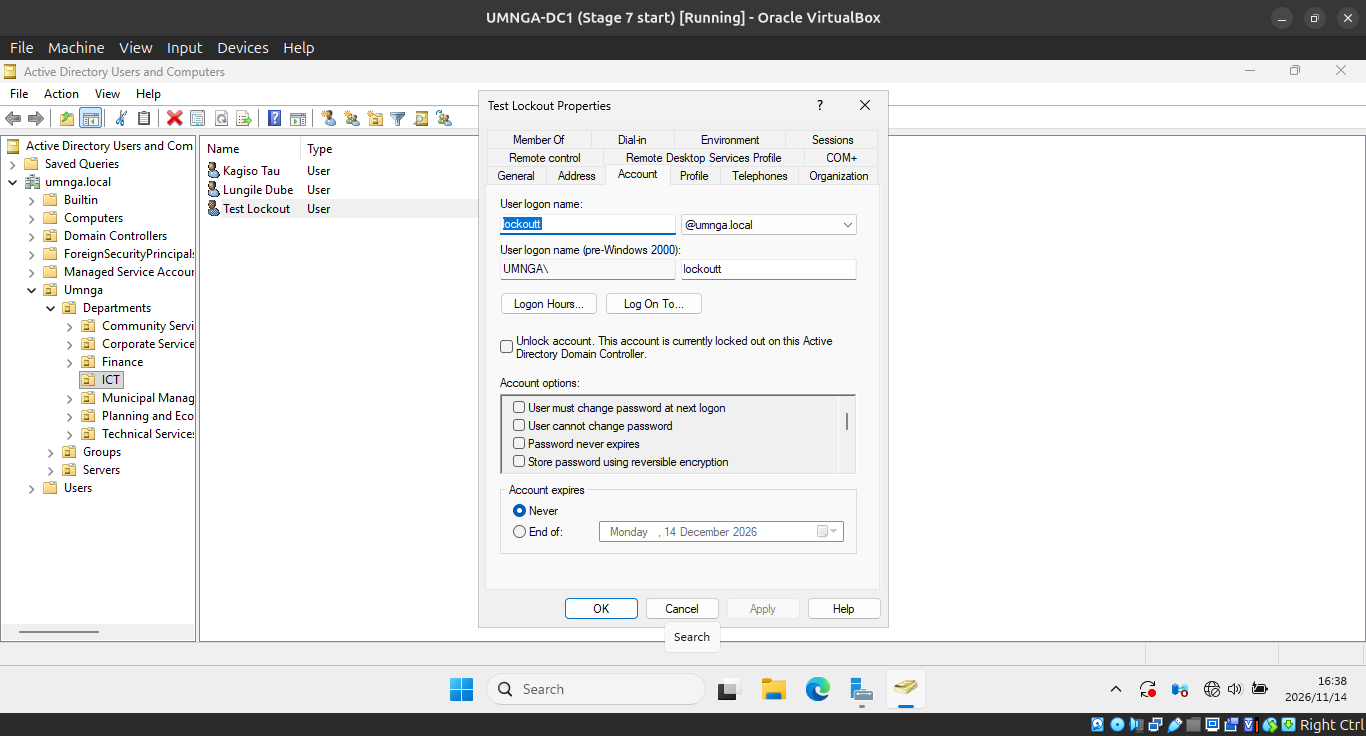 UMNGA-DC1 (Stage 7 start) [Running] - Oracle VirtualBox
File Machine View Input Devices Help
Active Directory Users and Computers
File Action View Help
Active Directory Users and Com
Saved Queries
umnga.local
Builtin
Computers
Domain Controllers
ForeignSecurityPrincipals
Managed Service Accour
Umnga
Departments
Community Servi
Corporate Service
Finance
ICT
Municipal Manag
Planning and Eco
Technical Services
Groups
Servers
Users
Name Type
Kagiso Tau User
Lungile Dube User
Test Lockout User
Test Lockout Properties
?
Member Of Dial-in Environment Sessions
Remote control Remote Desktop Services Profile COM+
General Address Account Profile Telephones Organization
User logon name:
lockoutt @umnga.local
User logon name (pre-Windows 2000):
UMNGA\ lockoutt
Logon Hours... Log On To...
Unlock account. This account is currently locked out on this Active
Directory Domain Controller.
Account options:
User must change password at next logon
User cannot change password
Password never expires
Store password using reversible encryption
Account expires
Never
End of: Monday , 14 December 2026
OK Cancel Apply Help
Search
Search
16:38
2026/11/14
Right Ctrl